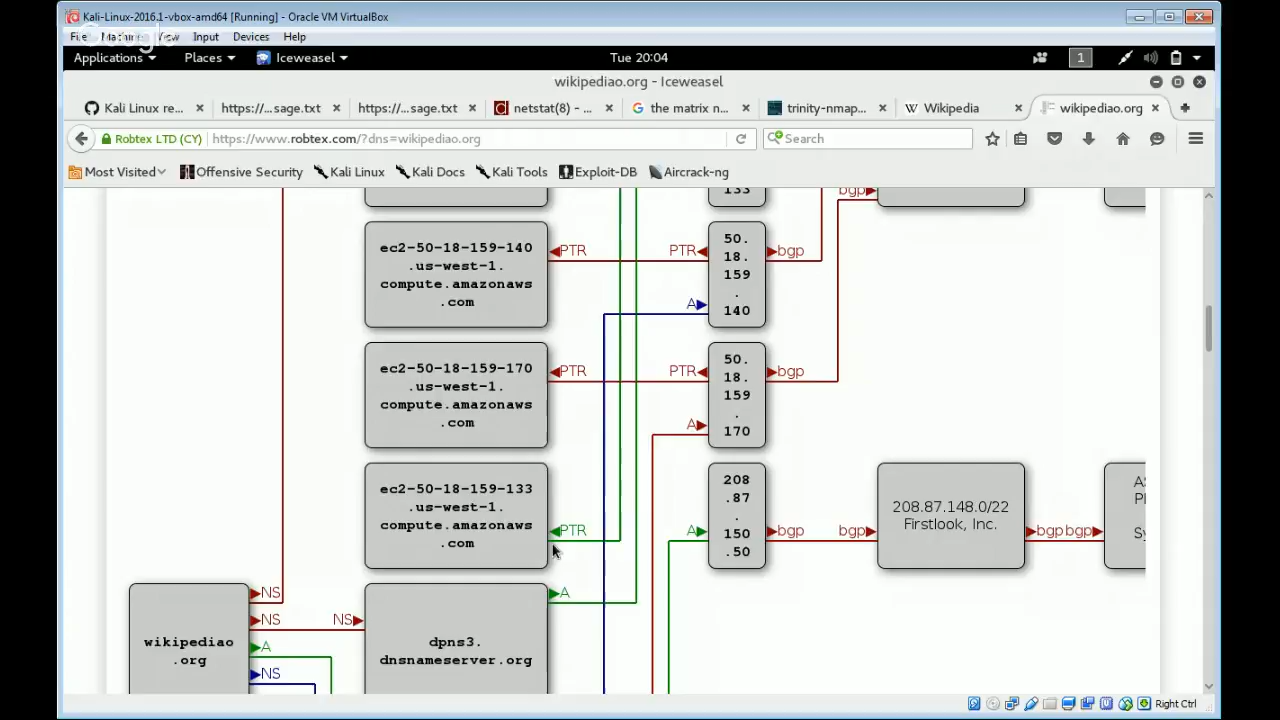 Kali-Linux-2016.1-vbox-amd64 [Running] - Oracle VM VirtualBox
File Machine View Input Devices Help
Google
Applications Places Iceweasel Tue 20:04 1
wikipediao.org - Iceweasel
Kali Linux re... https://...sage.txt https://...sage.txt netstat(8) - ... the matrix n... trinity-nmap... Wikipedia wikipediao.org
Robtex LTD (CY) https://www.robtex.com/?dns=wikipediao.org Search
Most Visited Offensive Security Kali Linux Kali Docs Kali Tools Exploit-DB Aircrack-ng
133
bgp
ec2-50-18-159-140
.us-west-1.
compute.amazonaws
.com
PTR
PTR
A
50.
18.
159
.
140
bgp
ec2-50-18-159-170
.us-west-1.
compute.amazonaws
.com
PTR
PTR
A
50.
18.
159
.
170
bgp
ec2-50-18-159-133
.us-west-1.
compute.amazonaws
.com
PTR
A
208
.87
.
150
.50
bgp
bgp
208.87.148.0/22
Firstlook, Inc.
bgp
bgp
wikipediao
.org
NS
NS
A
NS
NS
dpns3.
dnsnameserver.org
A
Right Ctrl